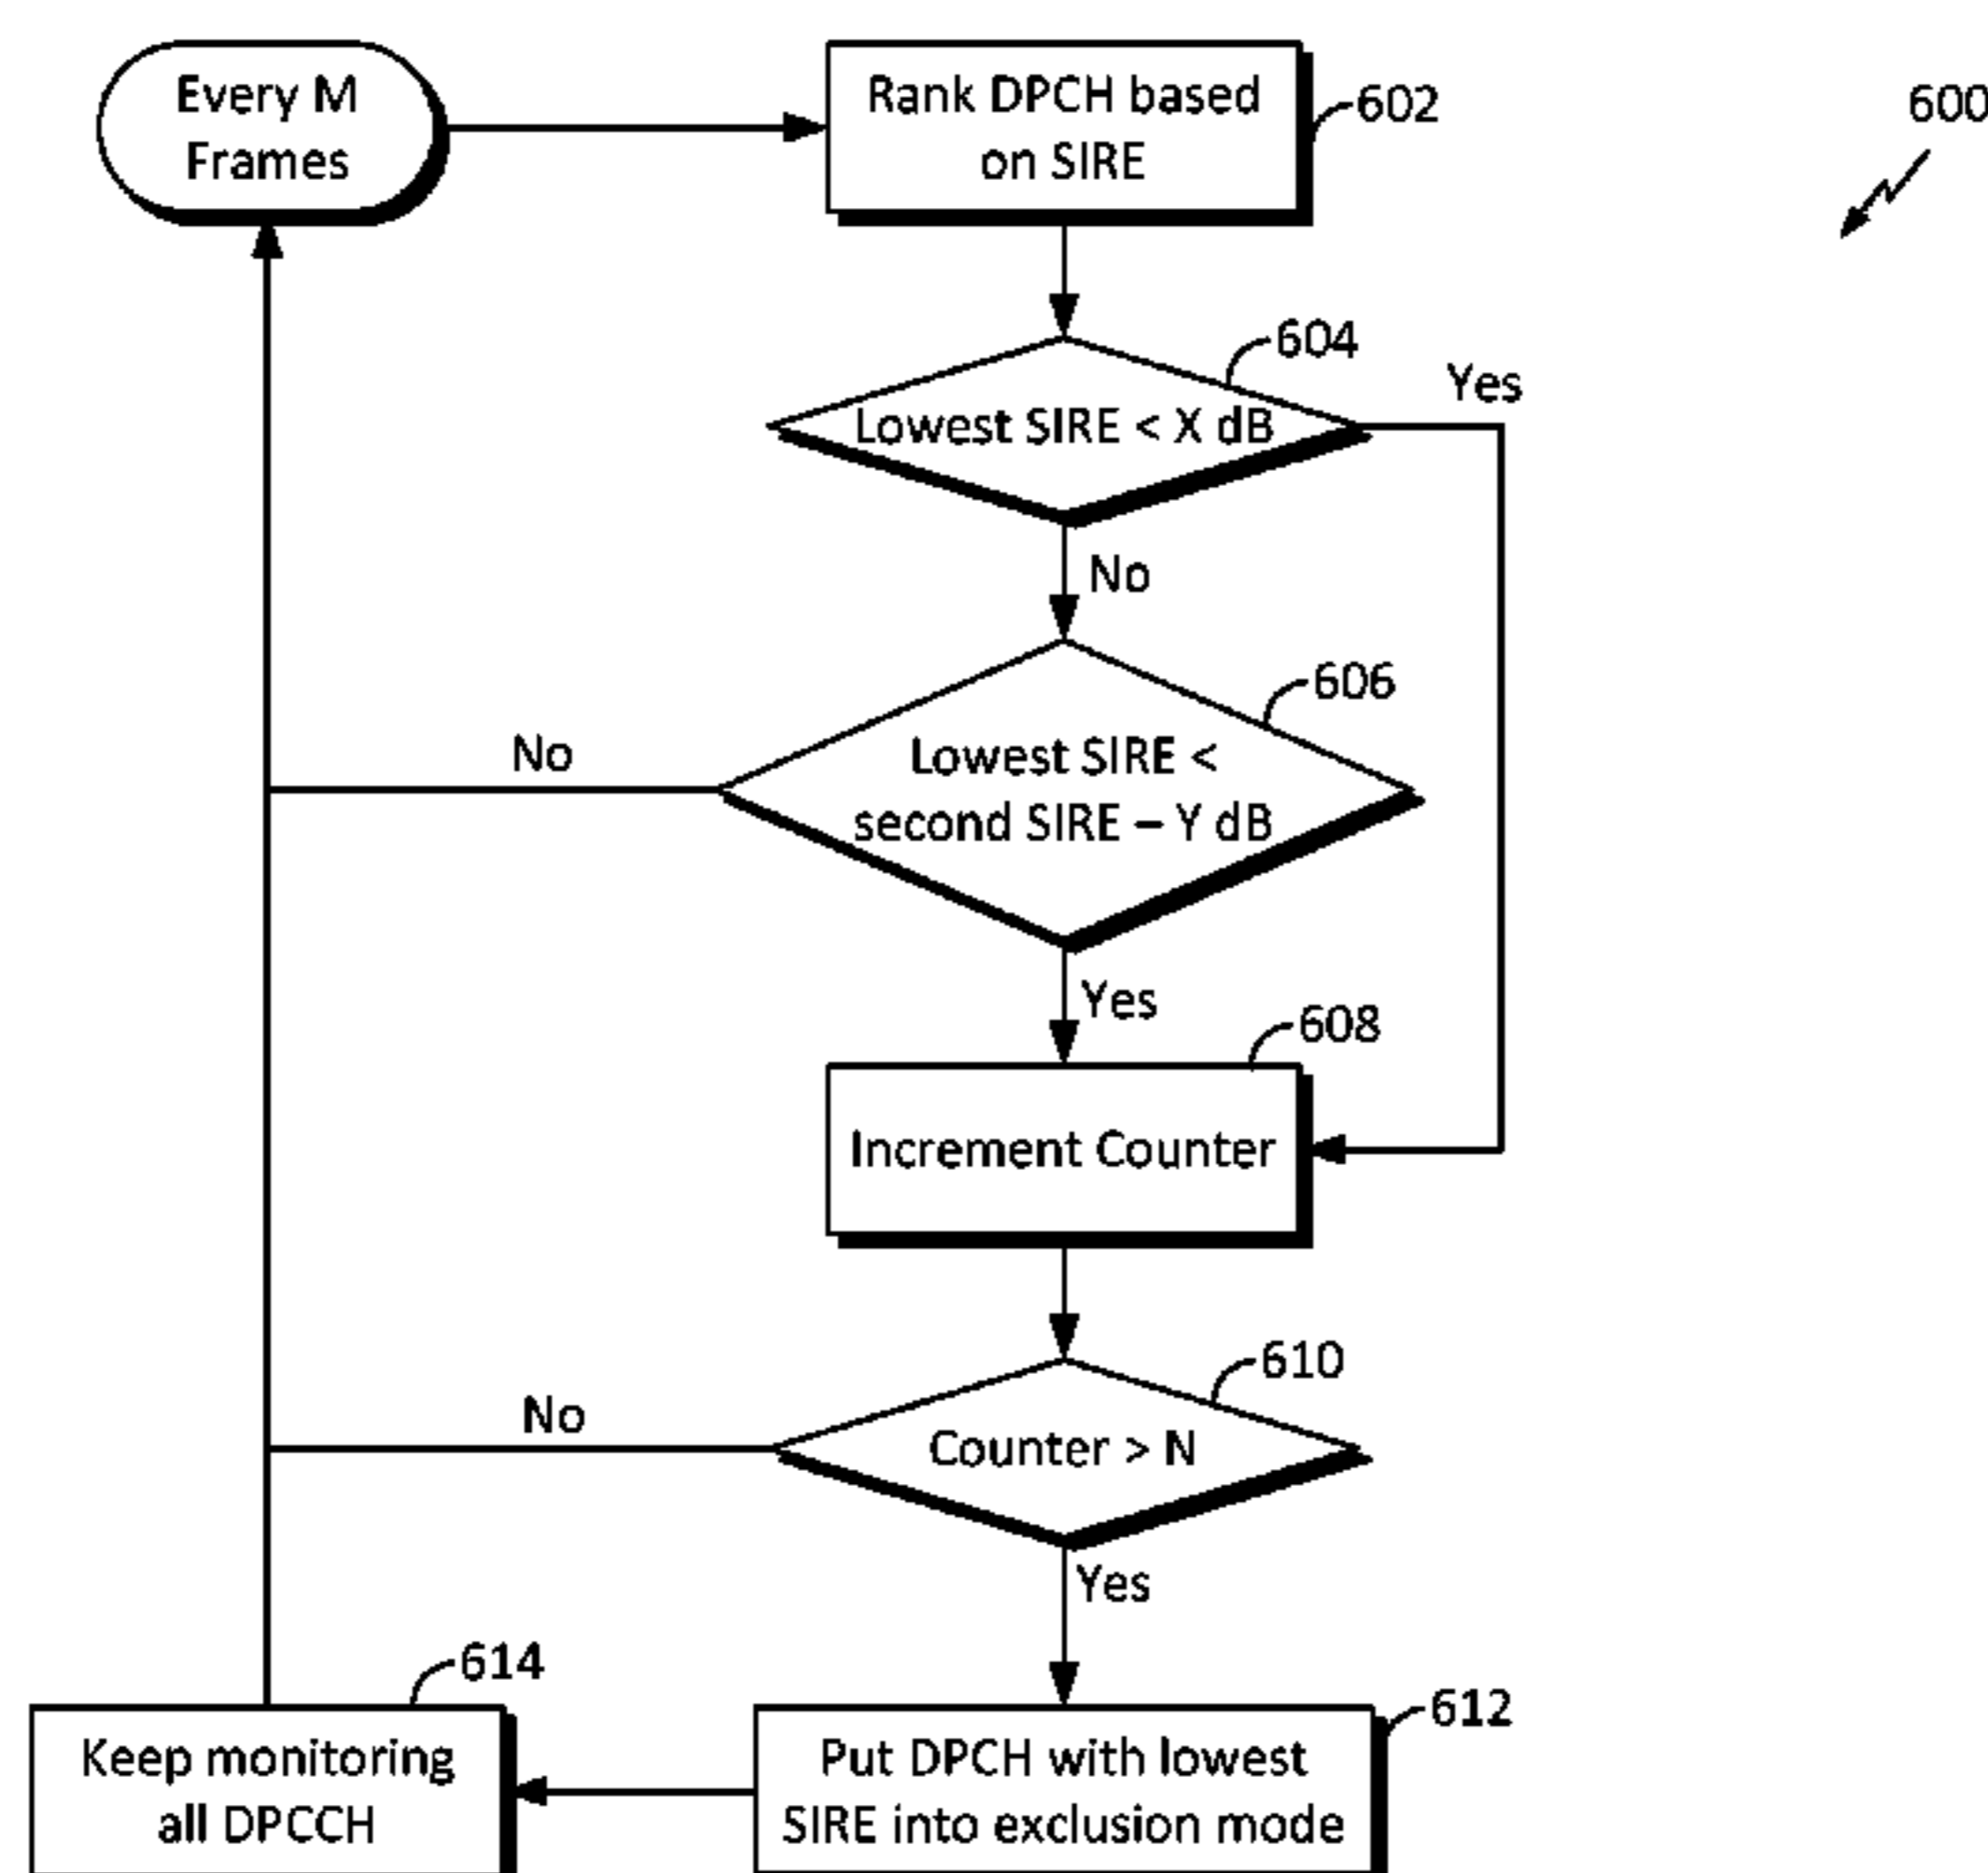 Every M
Frames
Rank DPCH based
on SIRE
602
600
604
Lowest SIRE < X dB
Yes
No
606
Lowest SIRE <
second SIRE – Y dB
No
Yes
608
Increment Counter
610
Counter > N
No
Yes
612
Put DPCH with lowest
SIRE into exclusion mode
614
Keep monitoring
all DPCCH